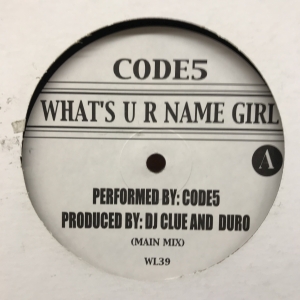 CODE5
WHAT'S U R NAME GIRL
A
PERFORMED BY: CODE5
PRODUCED BY: DJ CLUE AND DURO
(MAIN MIX)
WL39